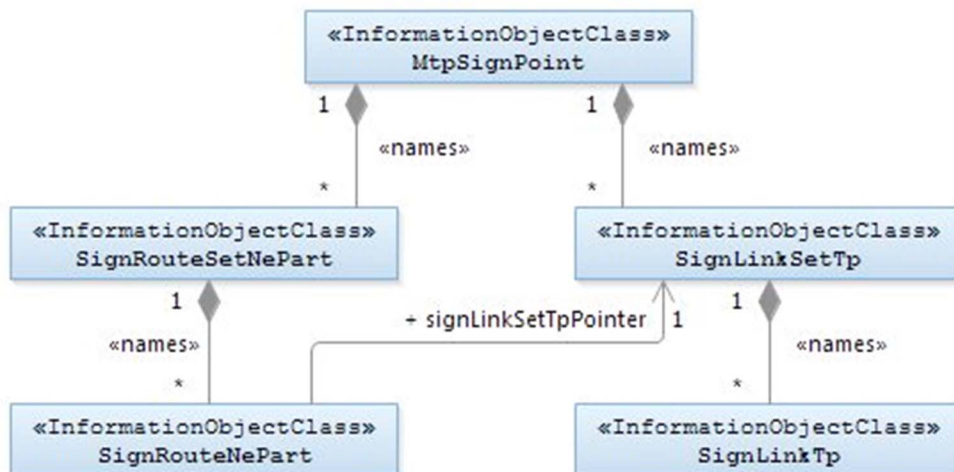 «InformationObjectClass»
MtpSignPoint
1
1
«names»
«names»
*
*
«InformationObjectClass»
SignRouteSetNePart
«InformationObjectClass»
SignLinkSetTp
1
+ signLinkSetTpPointer
1
1
«names»
«names»
*
*
«InformationObjectClass»
SignRouteNePart
«InformationObjectClass»
SignLinkTp